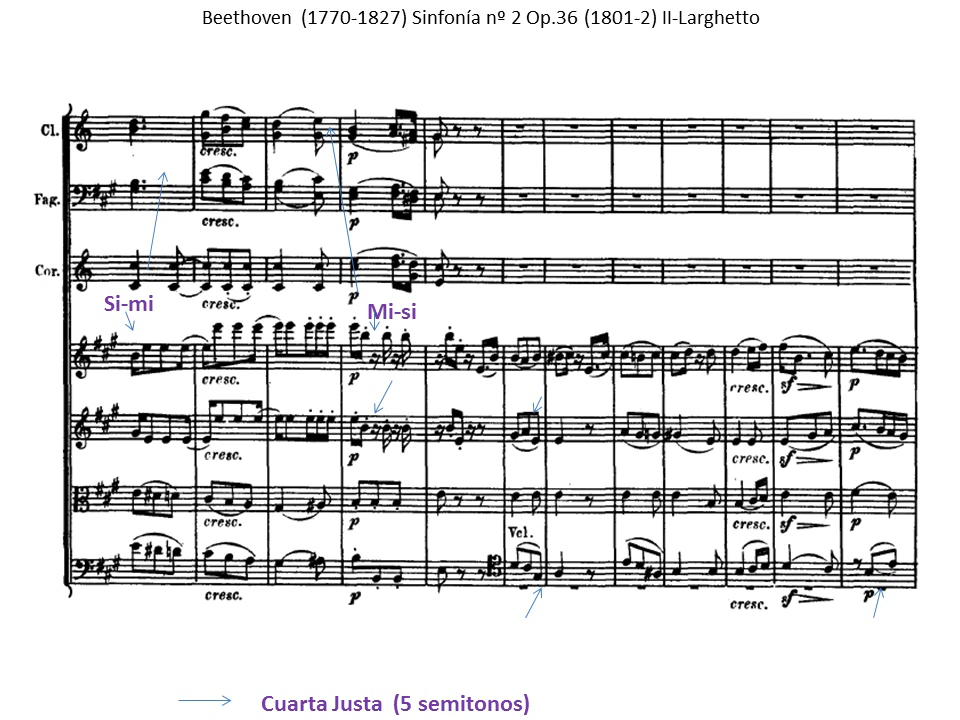 Beethoven (1770-1827) Sinfonía nº 2 Op.36 (1801-2) II-Larghetto
Cl.
cresc.
p
Fag.
cresc.
p
Cor.
cresc.
p
Si-mi
Mi-si
cresc.
p
cresc.
sf
p
cresc.
p
cresc.
sf
p
cresc.
p
cresc.
sf
p
Vcl.
cresc.
p
cresc.
sf
p
Cuarta Justa (5 semitonos)